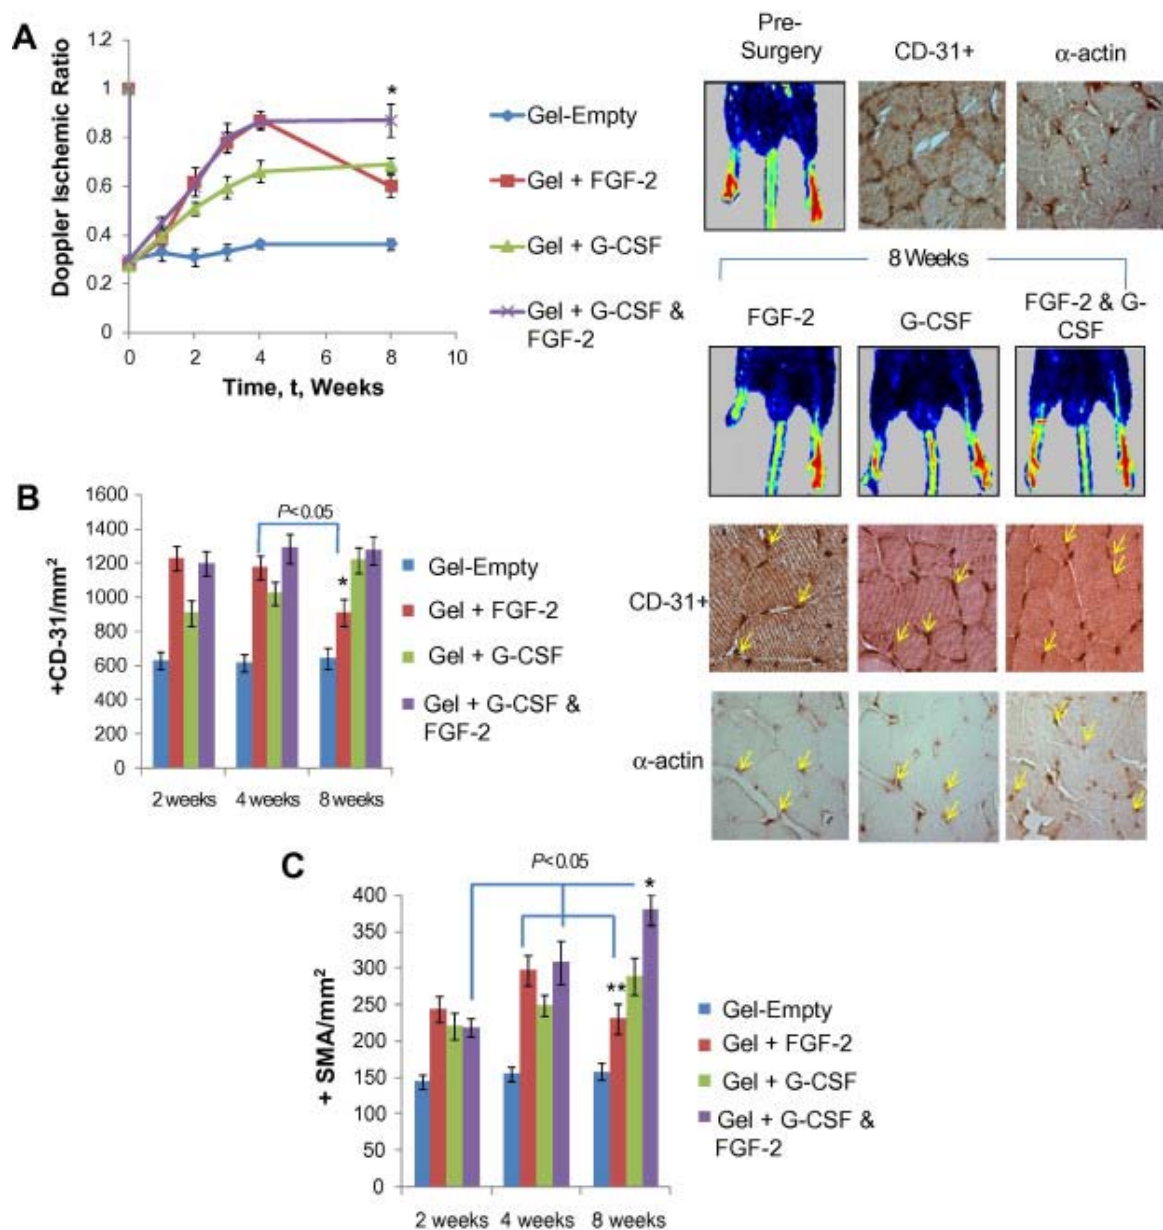 A
Doppler Ischemic Ratio
1.2
1
0.8
0.6
0.4
0.2
0
0
2
4
6
8
10
*
Time, t, Weeks
Gel-Empty
Gel + FGF-2
Gel + G-CSF
Gel + G-CSF &
FGF-2
Pre-
Surgery
CD-31+
α-actin
8 Weeks
FGF-2
G-CSF
FGF-2 & G-
CSF
CD-31+
α-actin
B
+CD-31/mm²
1600
1400
1200
1000
800
600
400
200
0
P<0.05
*
2 weeks
4 weeks
8 weeks
Gel-Empty
Gel + FGF-2
Gel + G-CSF
Gel + G-CSF &
FGF-2
C
+ SMA/mm²
400
350
300
250
200
150
100
50
0
P<0.05
*
**
2 weeks
4 weeks
8 weeks
Gel-Empty
Gel + FGF-2
Gel + G-CSF
Gel + G-CSF &
FGF-2